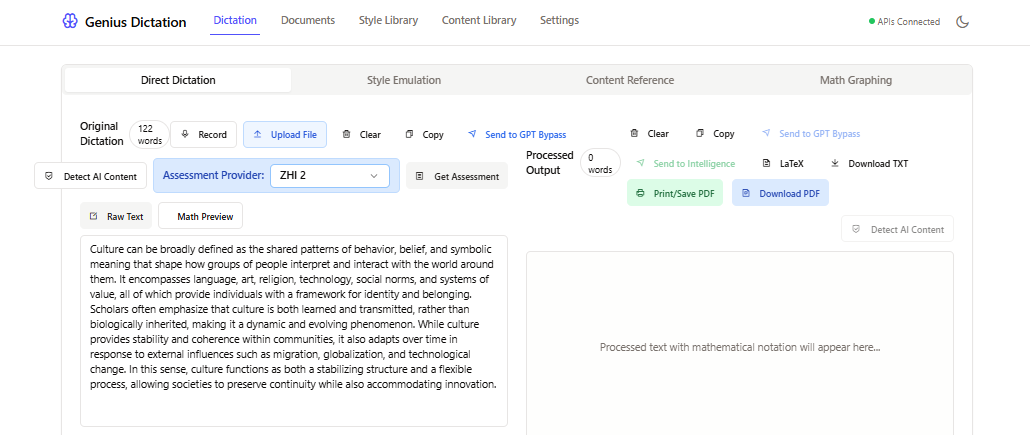 Genius Dictation Dictation Documents Style Library Content Library Settings APIs Connected
Direct Dictation Style Emulation Content Reference Math Graphing
Original Dictation
122 words
Record
Upload File
Clear
Copy
Send to GPT Bypass
Detect AI Content
Assessment Provider:
ZHI 2
Get Assessment
Raw Text
Math Preview
Culture can be broadly defined as the shared patterns of behavior, belief, and symbolic
meaning that shape how groups of people interpret and interact with the world around
them. It encompasses language, art, religion, technology, social norms, and systems of
value, all of which provide individuals with a framework for identity and belonging.
Scholars often emphasize that culture is both learned and transmitted, rather than
biologically inherited, making it a dynamic and evolving phenomenon. While culture
provides stability and coherence within communities, it also adapts over time in
response to external influences such as migration, globalization, and technological
change. In this sense, culture functions as both a stabilizing structure and a flexible
process, allowing societies to preserve continuity while also accommodating innovation.
Processed Output
0 words
Clear
Copy
Send to GPT Bypass
Send to Intelligence
LaTeX
Download TXT
Print/Save PDF
Download PDF
Detect AI Content
Processed text with mathematical notation will appear here...